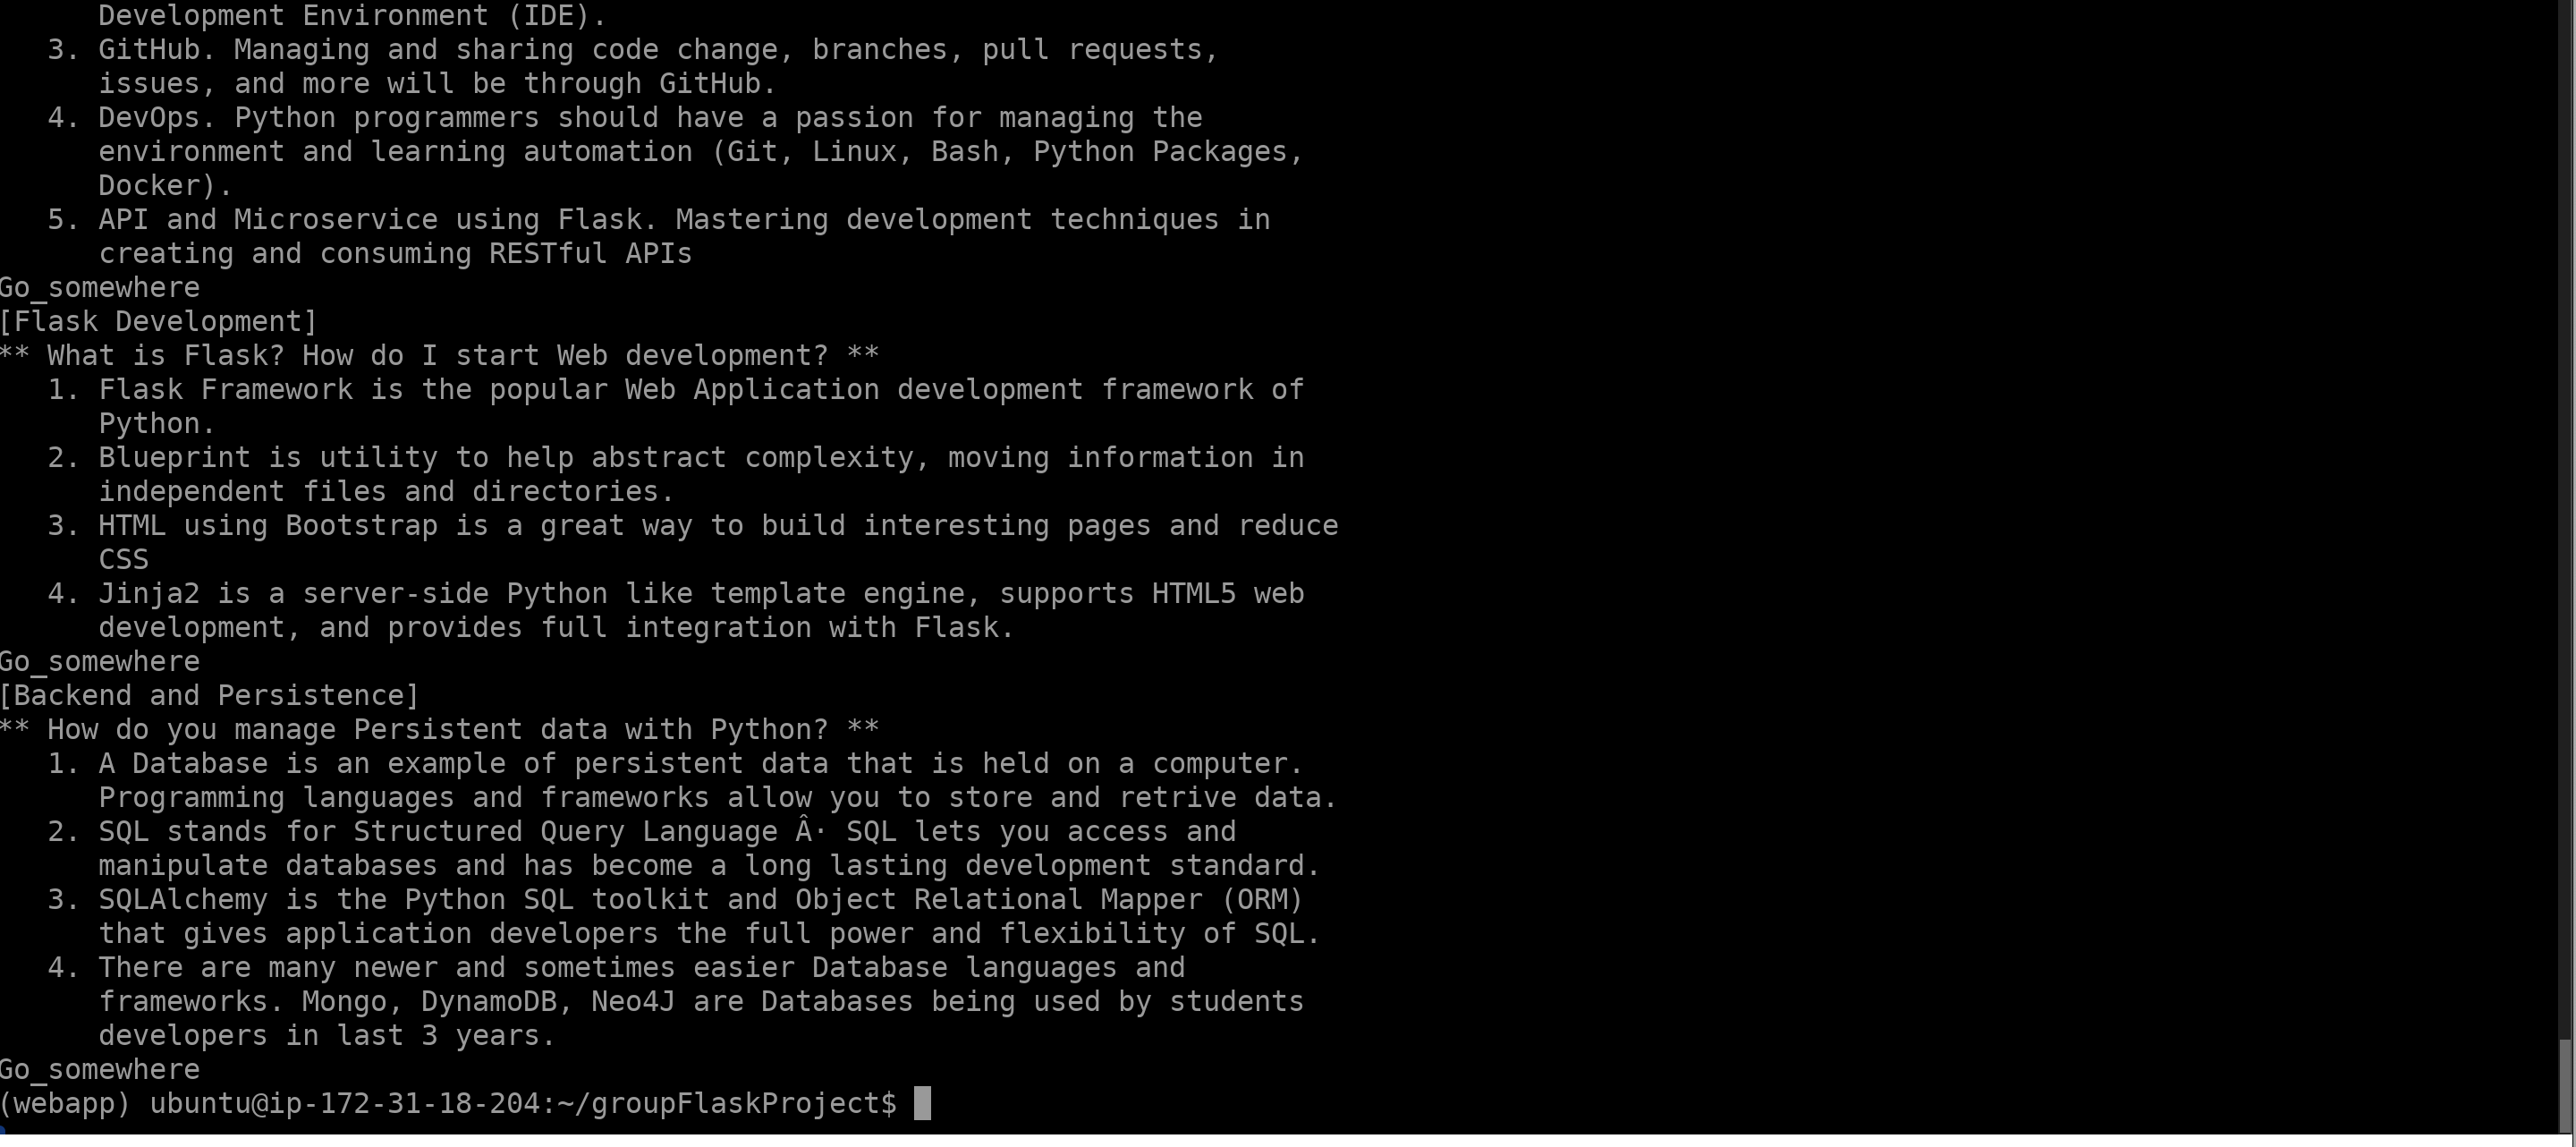 Development Environment (IDE).
3. GitHub. Managing and sharing code change, branches, pull requests,
issues, and more will be through GitHub.
4. DevOps. Python programmers should have a passion for managing the
environment and learning automation (Git, Linux, Bash, Python Packages,
Docker).
5. API and Microservice using Flask. Mastering development techniques in
creating and consuming RESTful APIs
Go_somewhere
[Flask Development]
** What is Flask? How do I start Web development? **
1. Flask Framework is the popular Web Application development framework of
Python.
2. Blueprint is utility to help abstract complexity, moving information in
independent files and directories.
3. HTML using Bootstrap is a great way to build interesting pages and reduce
CSS
4. Jinja2 is a server-side Python like template engine, supports HTML5 web
development, and provides full integration with Flask.
Go_somewhere
[Backend and Persistence]
** How do you manage Persistent data with Python? **
1. A Database is an example of persistent data that is held on a computer.
Programming languages and frameworks allow you to store and retrive data.
2. SQL stands for Structured Query Language Â· SQL lets you access and
manipulate databases and has become a long lasting development standard.
3. SQLAlchemy is the Python SQL toolkit and Object Relational Mapper (ORM)
that gives application developers the full power and flexibility of SQL.
4. There are many newer and sometimes easier Database languages and
frameworks. Mongo, DynamoDB, Neo4J are Databases being used by students
developers in last 3 years.
Go_somewhere
(webapp) ubuntu@ip-172-31-18-204:~/groupFlaskProject$